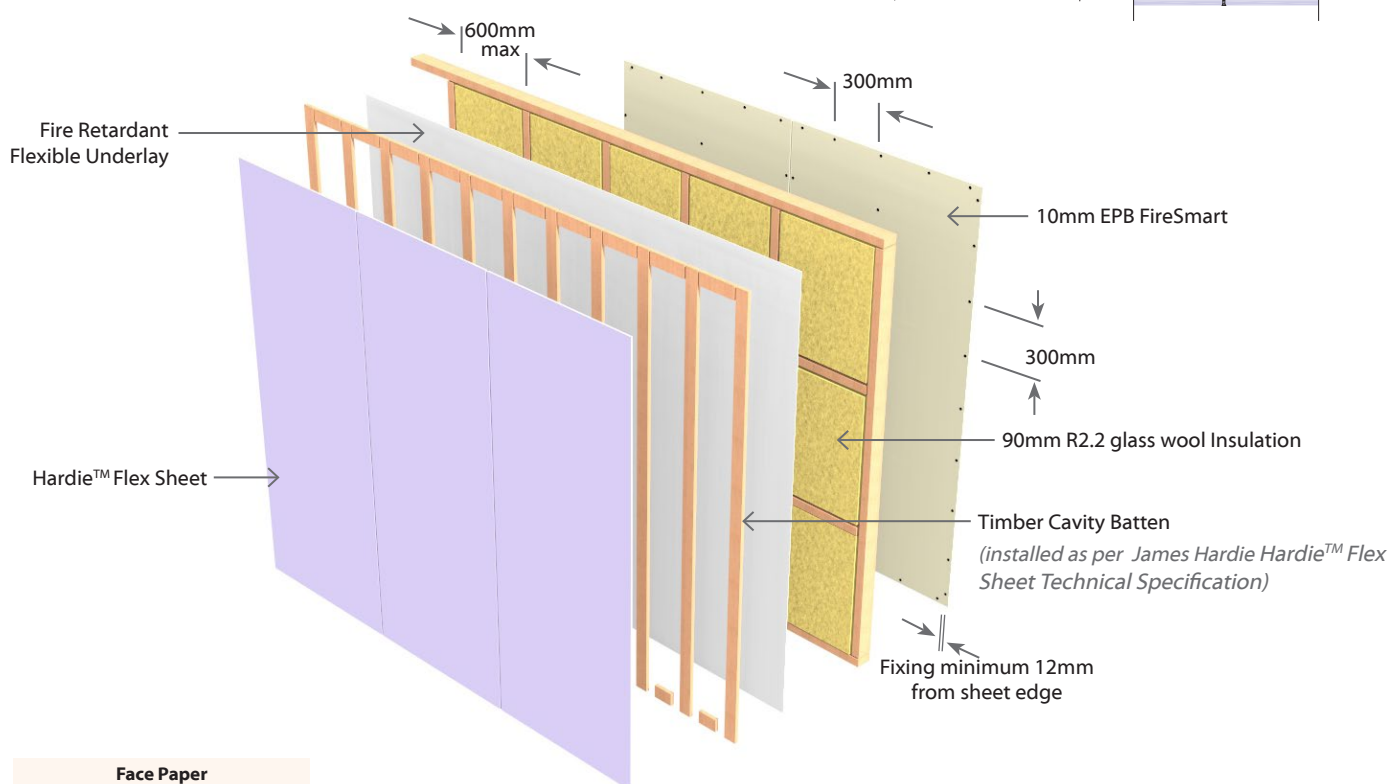 600mm
max
300mm
Fire Retardant
Flexible Underlay
10mm EPB FireSmart
300mm
90mm R2.2 glass wool Insulation
Hardie™ Flex Sheet
Timber Cavity Batten
(installed as per James Hardie Hardie™ Flex
Sheet Technical Specification)
Fixing minimum 12mm
from sheet edge
Face Paper